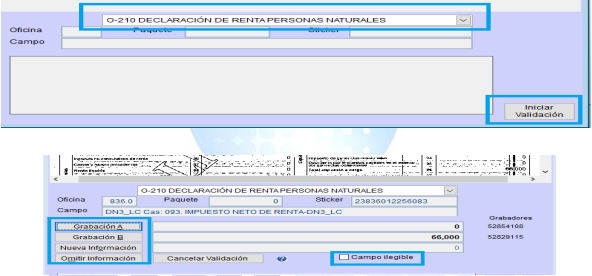 O-210 DECLARACIÓN DE RENTA PERSONAS NATURALES
Oficina Paquete Sticker
Campo
Iniciar
Validación
O-210 DECLARACIÓN DE RENTA PERSONAS NATURALES
Oficina 836.0 Paquete 0 Sticker 23836012256083
Campo DN3_LC Cas: 093. IMPUESTO NETO DE RENTA-DN3_LC
Grabadores
Grabación A 0 52854108
Grabación B 66,000 52629115
Nueva Información 0
Omitir Información Cancelar Validación Campo ilegible